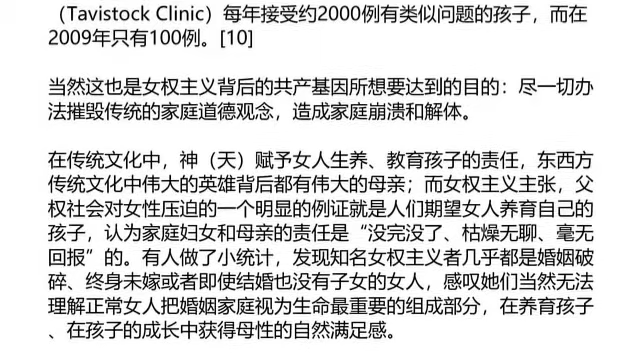 （Tavistock Clinic）每年接受约2000例有类似问题的孩子，而在
2009年只有100例。[10]
当然这也是女权主义背后的共产基因所想要达到的目的：尽一切办
法摧毁传统的家庭道德观念，造成家庭崩溃和解体。
在传统文化中，神（天）赋予女人生养、教育孩子的责任，东西方
传统文化中伟大的英雄背后都有伟大的母亲；而女权主义主张，父
权社会对女性压迫的一个明显的例证就是人们期望女人养育自己的
孩子，认为家庭妇女和母亲的责任是“没完没了、枯燥无聊、毫无
回报”的。有人做了小统计，发现知名女权主义者几乎都是婚姻破
碎、终身未嫁或者即使结婚也没有子女的女人，感叹她们当然无法
理解正常女人把婚姻家庭视为生命最重要的组成部分，在养育孩子
、在孩子的成长中获得母性的自然满足感。